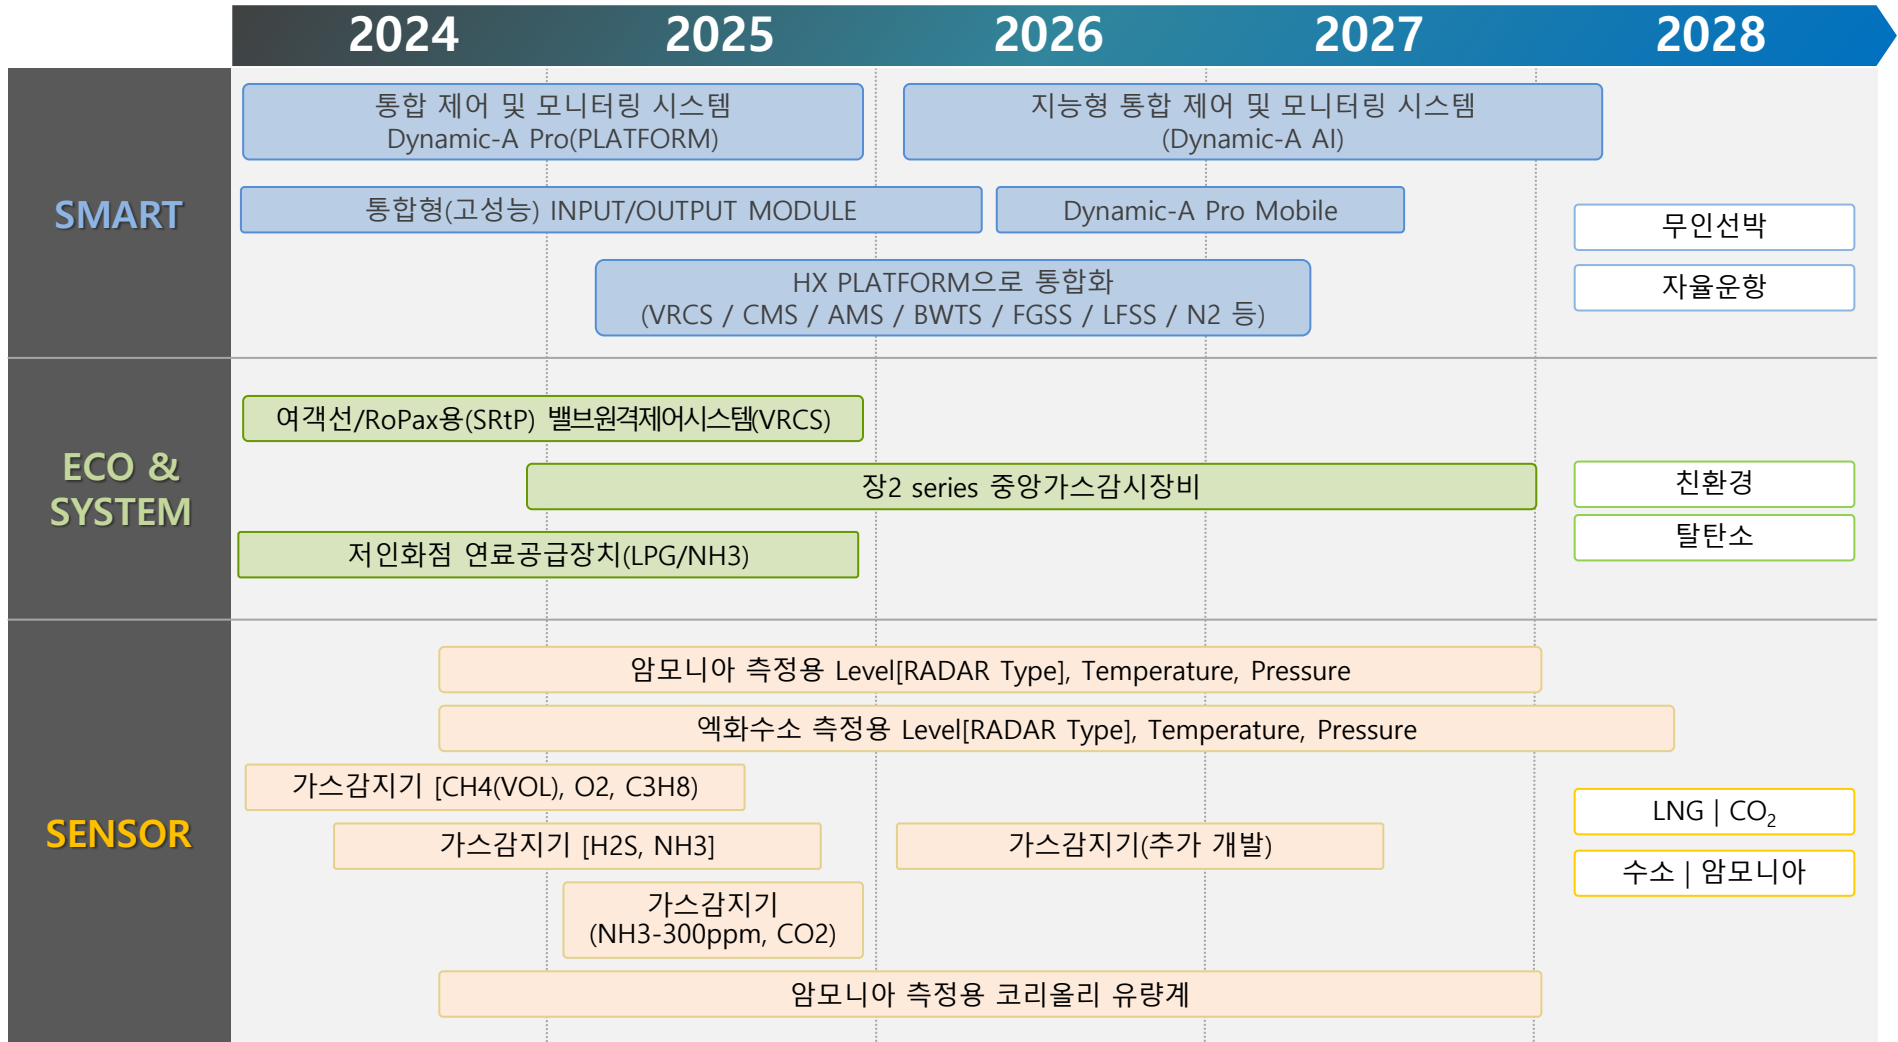 2024 2025 2026 2027 2028
SMART
통합 제어 및 모니터링 시스템
Dynamic-A Pro(PLATFORM)
지능형 통합 제어 및 모니터링 시스템
(Dynamic-A AI)
통합형(고성능) INPUT/OUTPUT MODULE
Dynamic-A Pro Mobile
HX PLATFORM으로 통합화
(VRCS / CMS / AMS / BWTS / FGSS / LFSS / N2 등)
무인선박
자율운항
ECO &
SYSTEM
여객선/RoPax용(SRtP) 밸브원격제어시스템(VRCS)
장2 series 중앙가스감시장비
저인화점 연료공급장치(LPG/NH3)
친환경
탈탄소
SENSOR
암모니아 측정용 Level[RADAR Type], Temperature, Pressure
엑화수소 측정용 Level[RADAR Type], Temperature, Pressure
가스감지기 [CH4(VOL), O2, C3H8)
가스감지기 [H2S, NH3]
가스감지기(추가 개발)
가스감지기
(NH3-300ppm, CO2)
암모니아 측정용 코리올리 유량계
LNG | CO₂
수소 | 암모니아